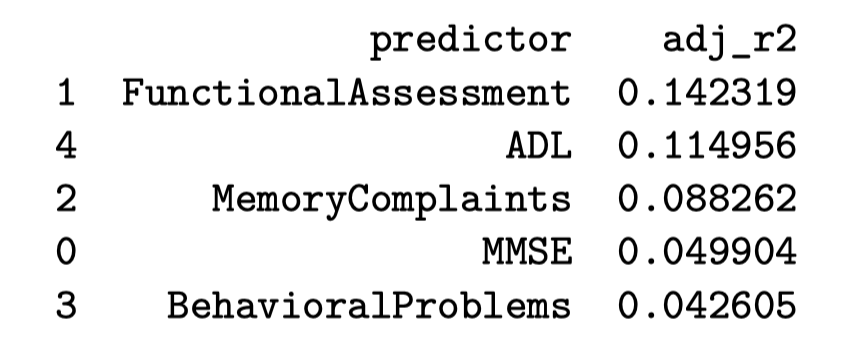 predictor adj_r2
1 FunctionalAssessment 0.142319
4 ADL 0.114956
2 MemoryComplaints 0.088262
0 MMSE 0.049904
3 BehavioralProblems 0.042605